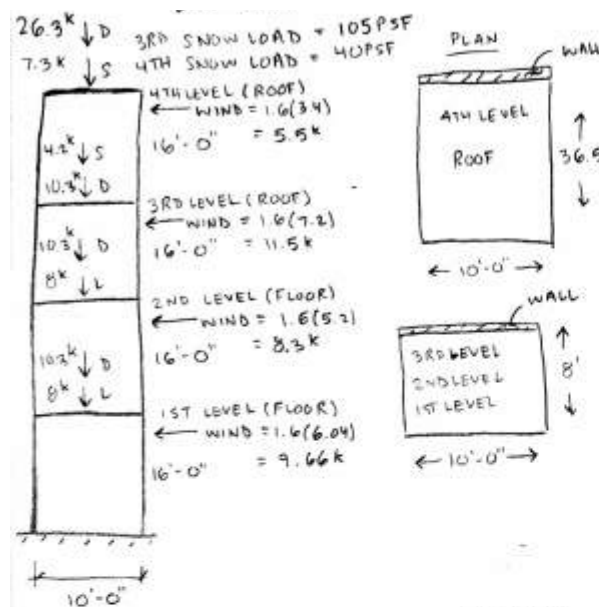 26.3ᵏ ↓ D
3RD SNOW LOAD = 105PSF
7.3ᵏ ↓ S
4TH SNOW LOAD = 40PSF
4TH LEVEL (ROOF)
← WIND = 1.6(3.4)
16'-0" = 5.5k
4.2ᵏ ↓ S
10.3ᵏ ↓ D
3RD LEVEL (ROOF)
← WIND = 1.6(7.2)
16'-0" = 11.5k
10.3ᵏ ↓ D
8ᵏ ↓ L
2ND LEVEL (FLOOR)
← WIND = 1.6(5.2)
16'-0" = 8.3k
10.3ᵏ ↓ D
8ᵏ ↓ L
1ST LEVEL (FLOOR)
← WIND = 1.6(6.04)
16'-0" = 9.66k
10'-0"
PLAN
WALL
4TH LEVEL
ROOF
36.5
10'-0"
WALL
3RD LEVEL
2ND LEVEL
1ST LEVEL
8'
10'-0"